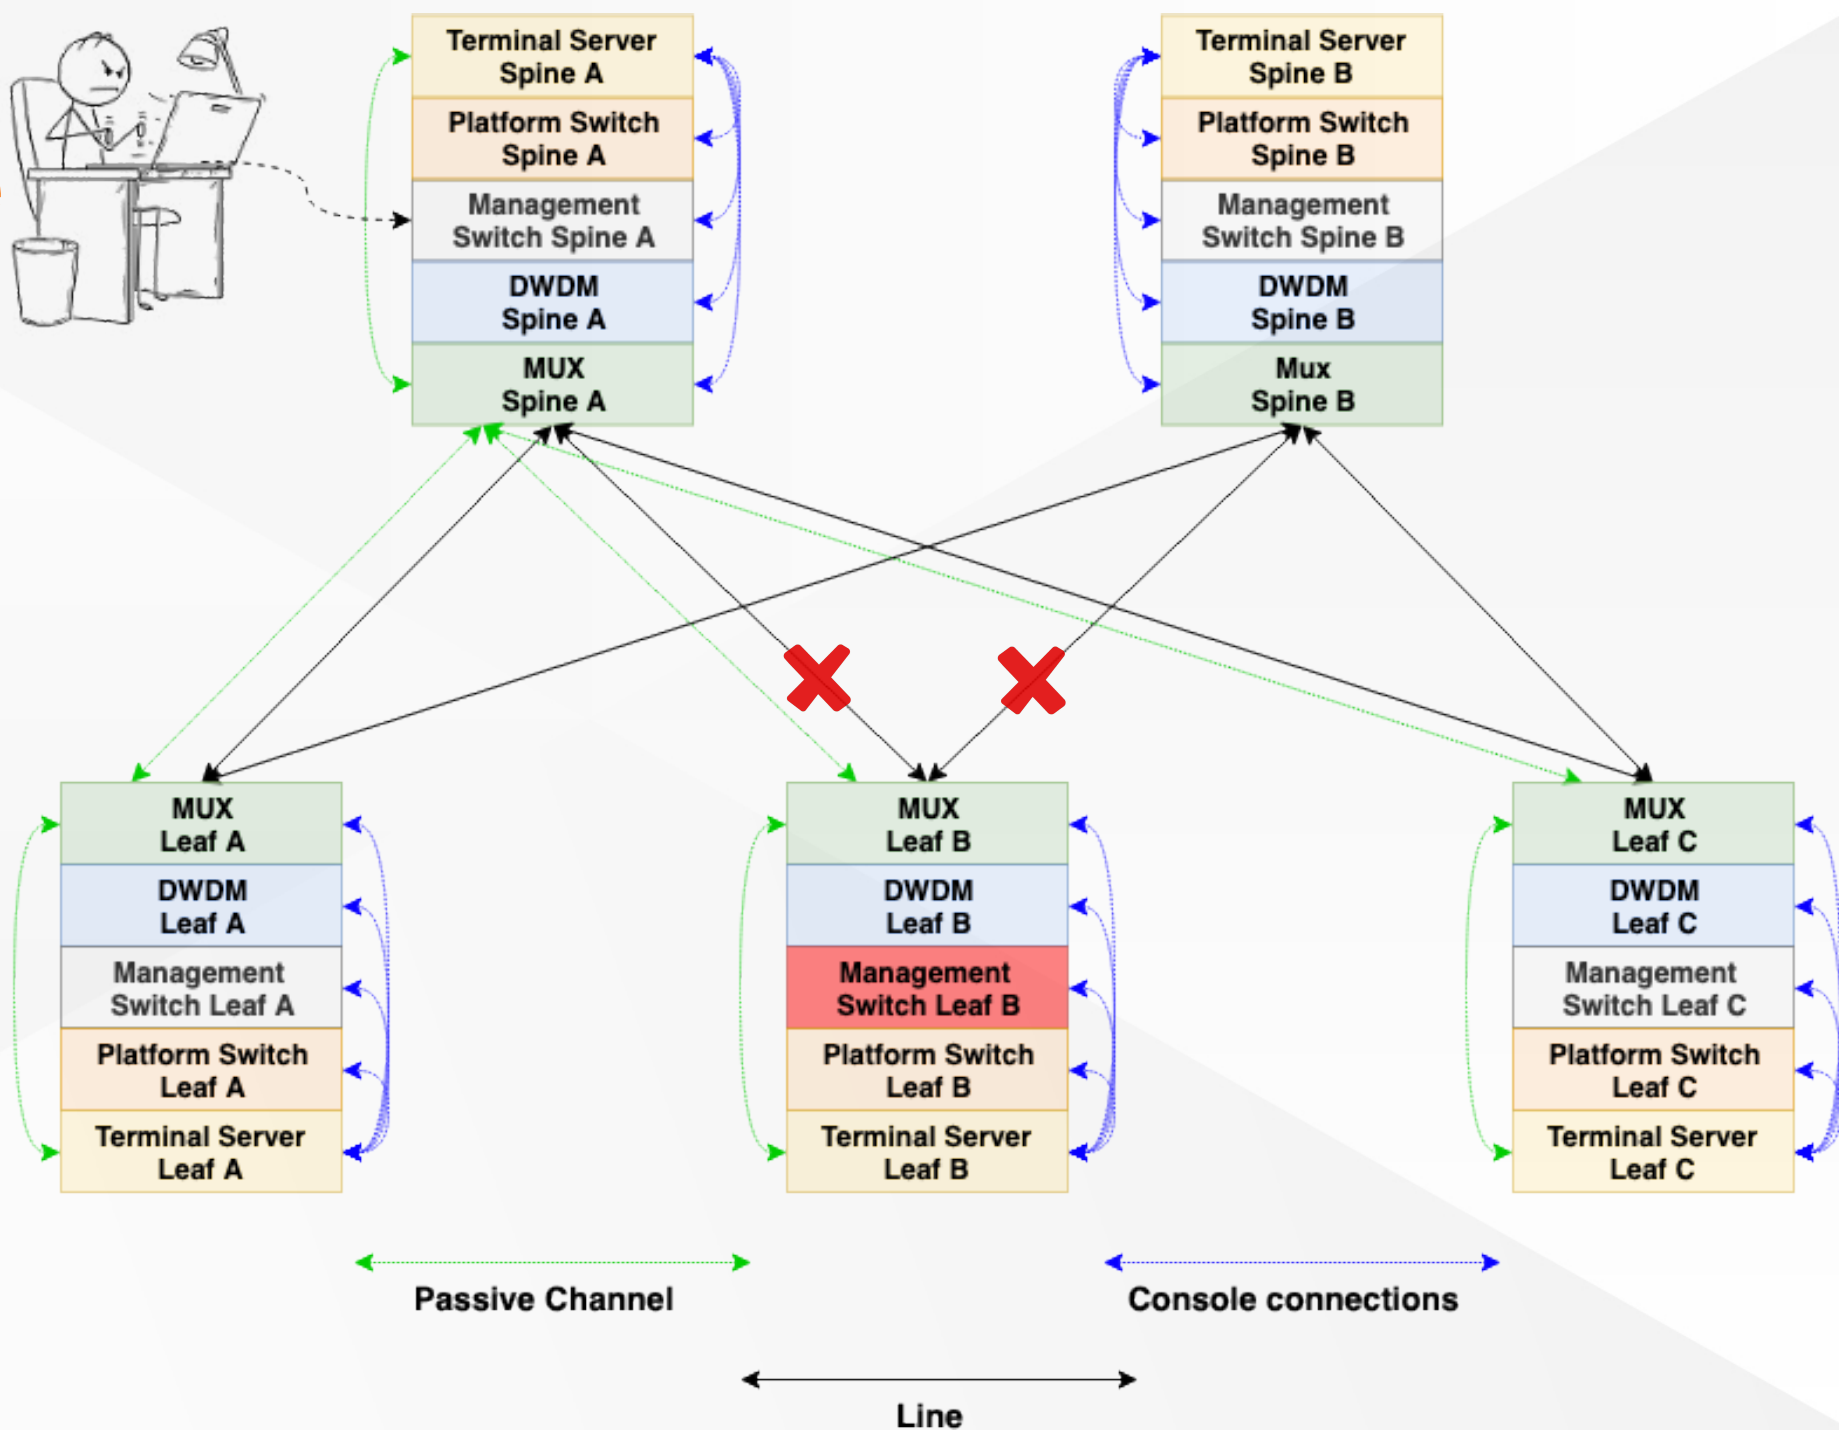 Terminal Server
Spine A
Platform Switch
Spine A
Management
Switch Spine A
DWDM
Spine A
MUX
Spine A
Terminal Server
Spine B
Platform Switch
Spine B
Management
Switch Spine B
DWDM
Spine B
Mux
Spine B
MUX
Leaf A
DWDM
Leaf A
Management
Switch Leaf A
Platform Switch
Leaf A
Terminal Server
Leaf A
MUX
Leaf B
DWDM
Leaf B
Management
Switch Leaf B
Platform Switch
Leaf B
Terminal Server
Leaf B
MUX
Leaf C
DWDM
Leaf C
Management
Switch Leaf C
Platform Switch
Leaf C
Terminal Server
Leaf C
Passive Channel
Console connections
Line